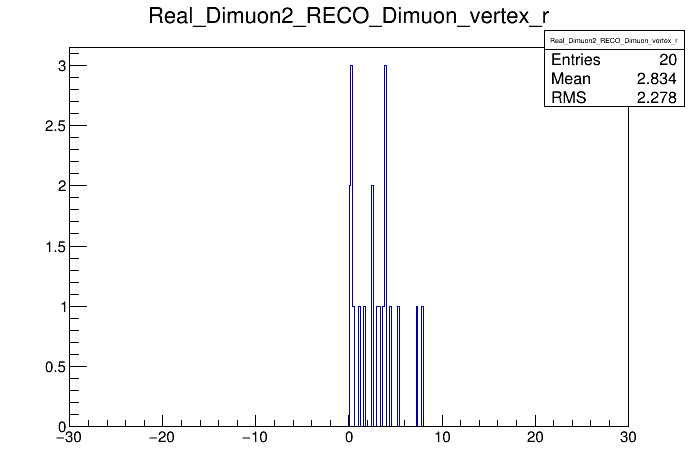 Real_Dimuon2_RECO_Dimuon_vertex_r
Real_Dimuon2_RECO_Dimuon_vertex_r
Entries 20
Mean 2.834
RMS 2.278
3
2.5
2
1.5
1
0.5
0
−30 −20 −10 0 10 20 30